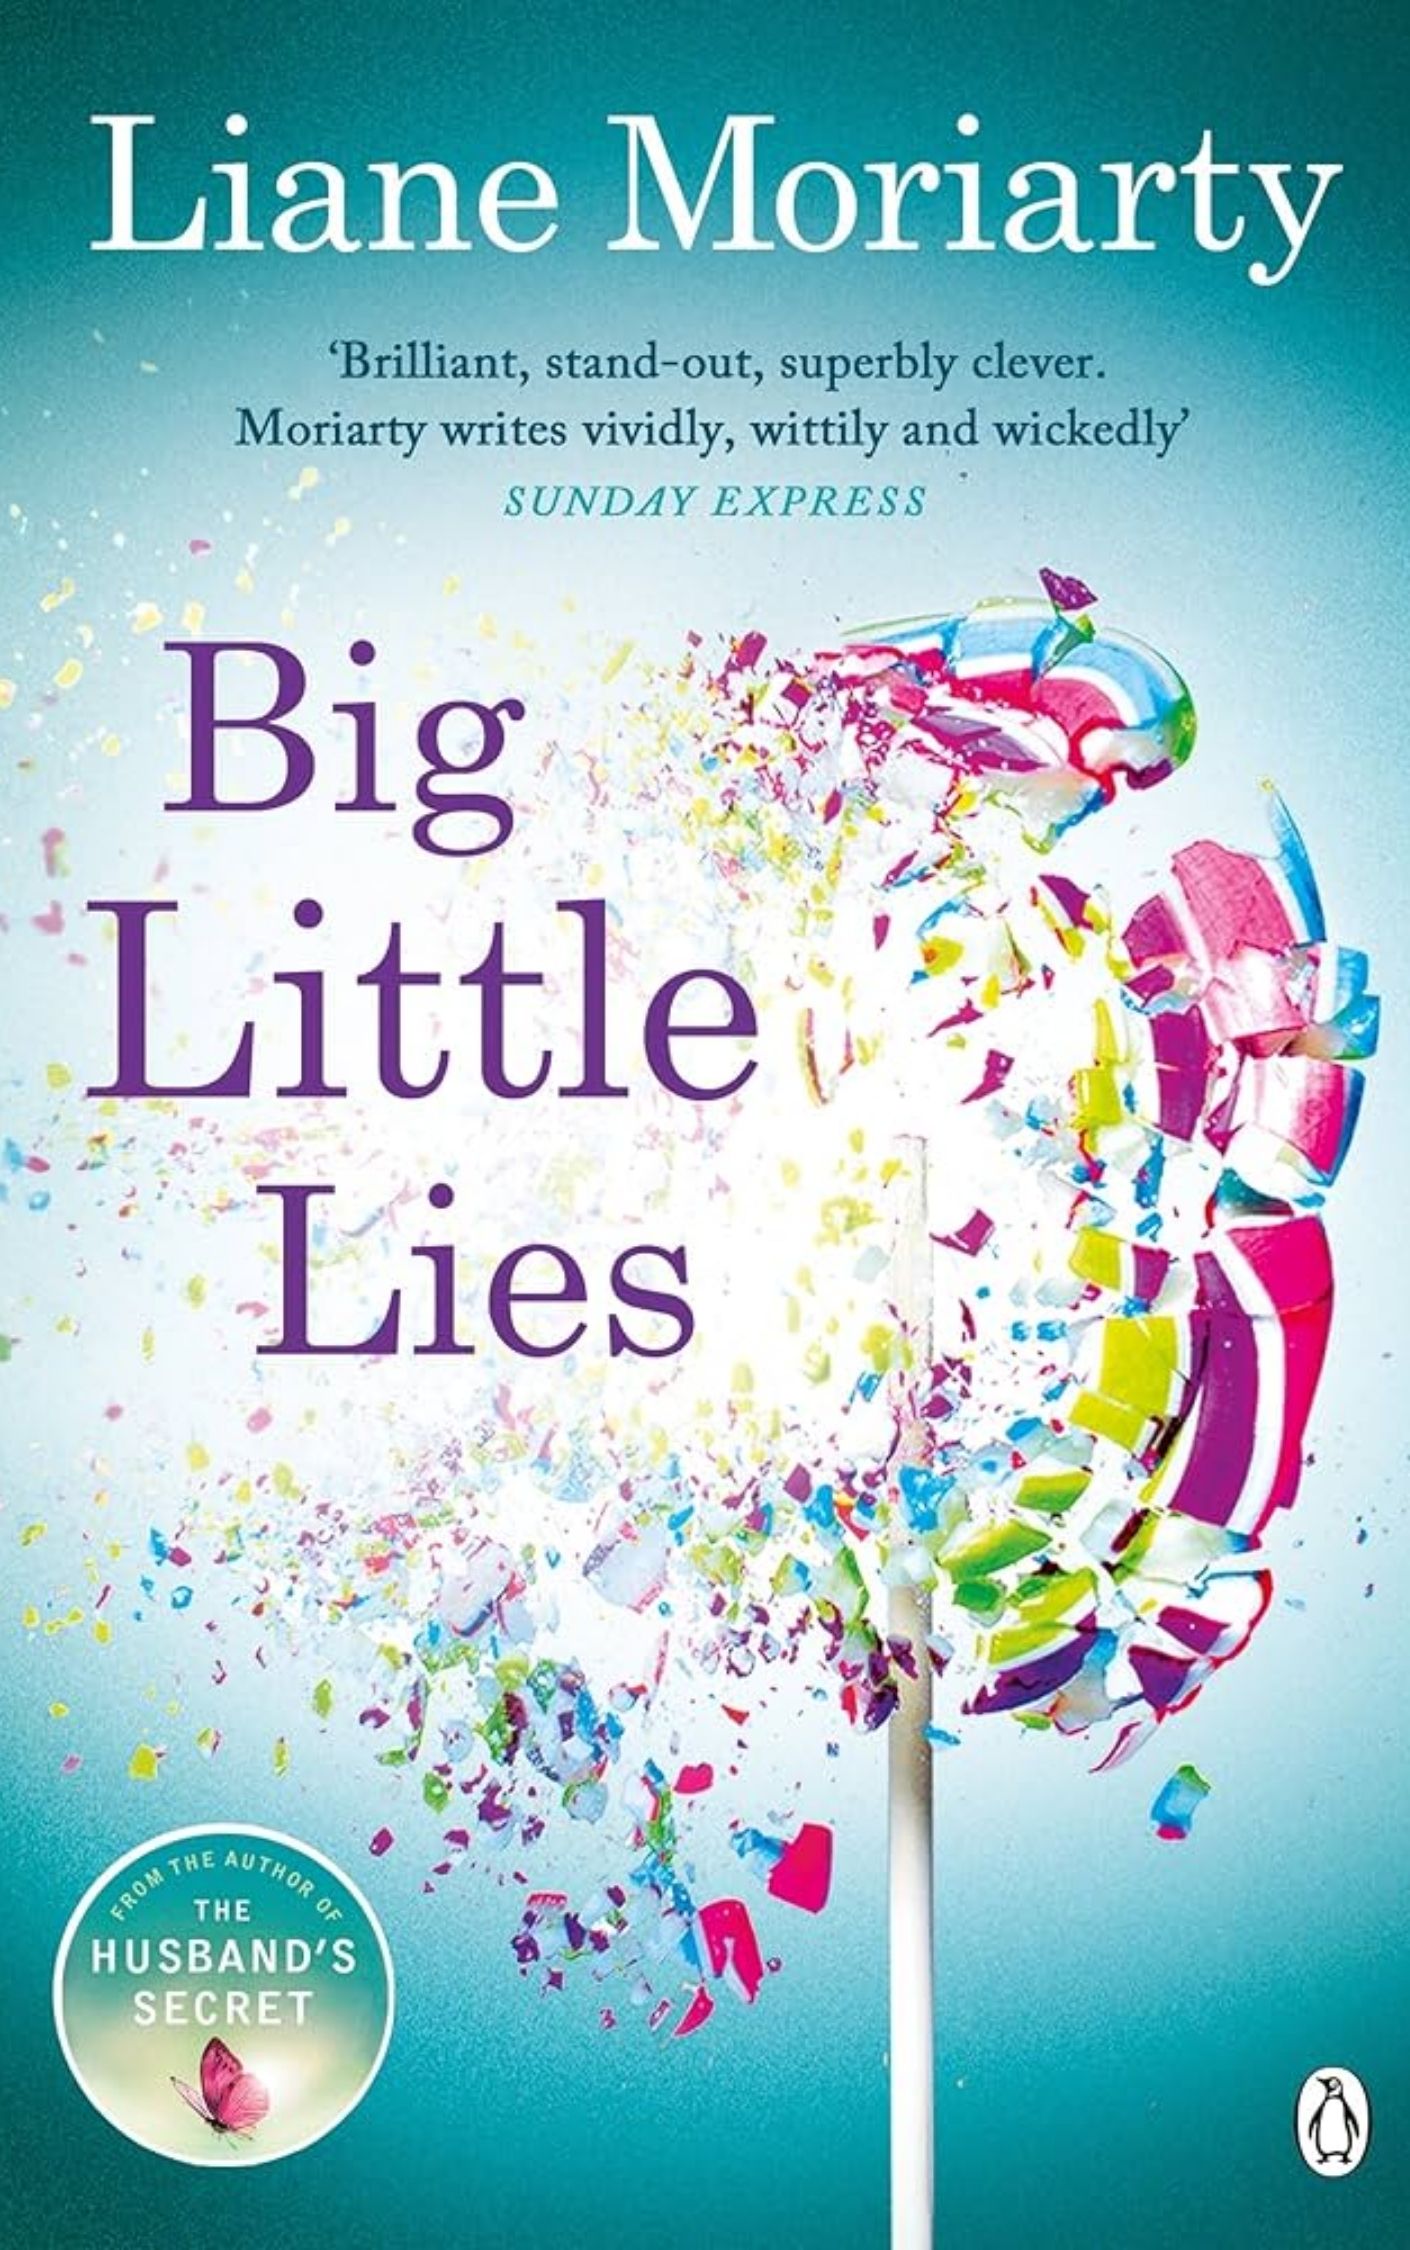 Liane Moriarty
‘Brilliant, stand-out, superbly clever.
Moriarty writes vividly, wittily and wickedly’
SUNDAY EXPRESS
Big
Little
Lies
FROM THE AUTHOR OF
THE
HUSBAND’S
SECRET